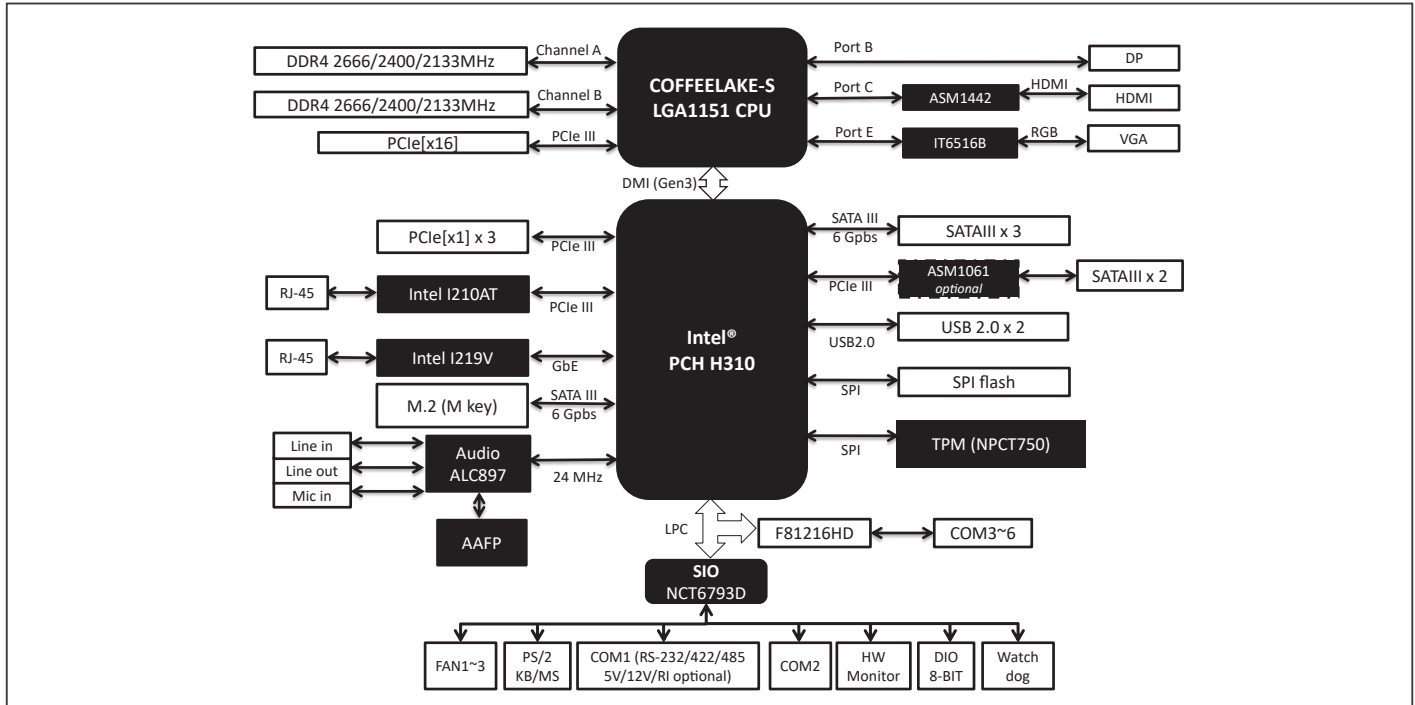 DDR4 2666/2400/2133MHz
Channel A
COFFEELAKE-S
LGA1151 CPU
Port B
DP
DDR4 2666/2400/2133MHz
Channel B
Port C
ASM1442
HDMI
HDMI
PCIe[x16]
PCIe III
Port E
IT6516B
RGB
VGA
DMI (Gen3)
PCIe[x1] x 3
PCIe III
Intel®
PCH H310
SATA III
6 Gpbs
SATAIII x 3
RJ-45
Intel I210AT
PCIe III
PCIe III
ASM1061
optional
SATAIII x 2
USB2.0
USB 2.0 x 2
RJ-45
Intel I219V
GbE
SPI
SPI flash
M.2 (M key)
SATA III
6 Gpbs
Line in
Line out
Mic in
Audio
ALC897
24 MHz
SPI
TPM (NPCT750)
AAFP
LPC
F81216HD
COM3~6
SIO
NCT6793D
FAN1~3
PS/2
KB/MS
COM1 (RS-232/422/485
5V/12V/RI optional)
COM2
HW
Monitor
DIO
8-BIT
Watch
dog